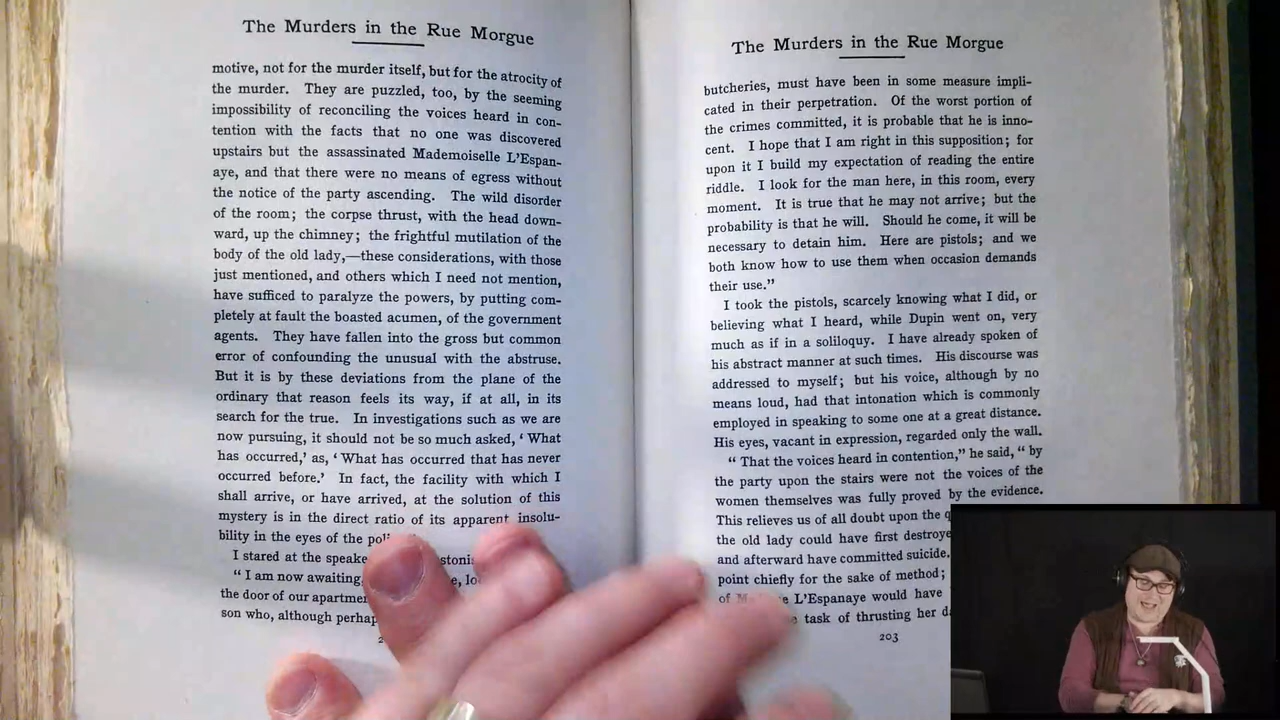 The Murders in the Rue Morgue
motive, not for the murder itself, but for the atrocity of
the murder. They are puzzled, too, by the seeming
impossibility of reconciling the voices heard in con-
tention with the facts that no one was discovered
upstairs but the assassinated Mademoiselle L'Espan-
aye, and that there were no means of egress without
the notice of the party ascending. The wild disorder
of the room; the corpse thrust, with the head down-
ward, up the chimney; the frightful mutilation of the
body of the old lady,—these considerations, with those
just mentioned, and others which I need not mention,
have sufficed to paralyze the powers, by putting com-
pletely at fault the boasted acumen, of the government
agents. They have fallen into the gross but common
error of confounding the unusual with the abstruse.
But it is by these deviations from the plane of the
ordinary that reason feels its way, if at all, in its
search for the true. In investigations such as we are
now pursuing, it should not be so much asked, ‘What
has occurred,’ as, ‘What has occurred that has never
occurred before.’ In fact, the facility with which I
shall arrive, or have arrived, at the solution of this
mystery is in the direct ratio of its apparent insolu-
bility in the eyes of the
I stared at the
“I am now awaiting,
the door of our
son who, although
The Murders in the Rue Morgue
butcheries, must have been in some measure impli-
cated in their perpetration. Of the worst portion of
the crimes committed, it is probable that he is inno-
cent. I hope that I am right in this supposition; for
upon it I build my expectation of reading the entire
riddle. I look for the man here, in this room, every
moment. It is true that he may not arrive; but the
probability is that he will. Should he come, it will be
necessary to detain him. Here are pistols; and we
both know how to use them when occasion demands
their use.”
I took the pistols, scarcely knowing what I did, or
believing what I heard, while Dupin went on, very
much as if in a soliloquy. I have already spoken of
his abstract manner at such times. His discourse was
addressed to myself; but his voice, although by no
means loud, had that intonation which is commonly
employed in speaking to some one at a great distance.
His eyes, vacant in expression, regarded only the wall.
“That the voices heard in contention,” he said, “by
the party upon the stairs were not the voices of the
women themselves was fully proved by the evidence.
This relieves us of all doubt upon the
the old lady could have first
and afterward have committed suicide.
point chiefly for the sake of method;
of L'Espanaye would have
task of thrusting her
203